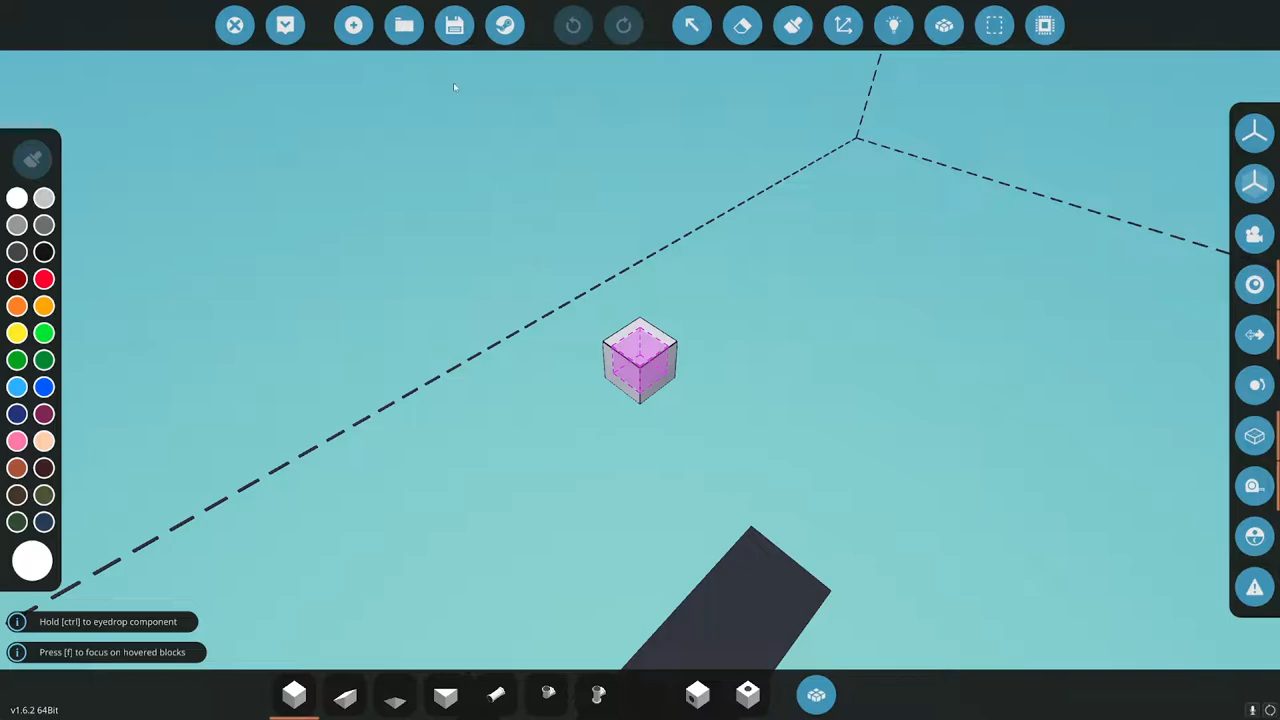 Hold [ctrl] to eyedrop component
Press [f] to focus on hovered blocks
v1.6.2 64Bit